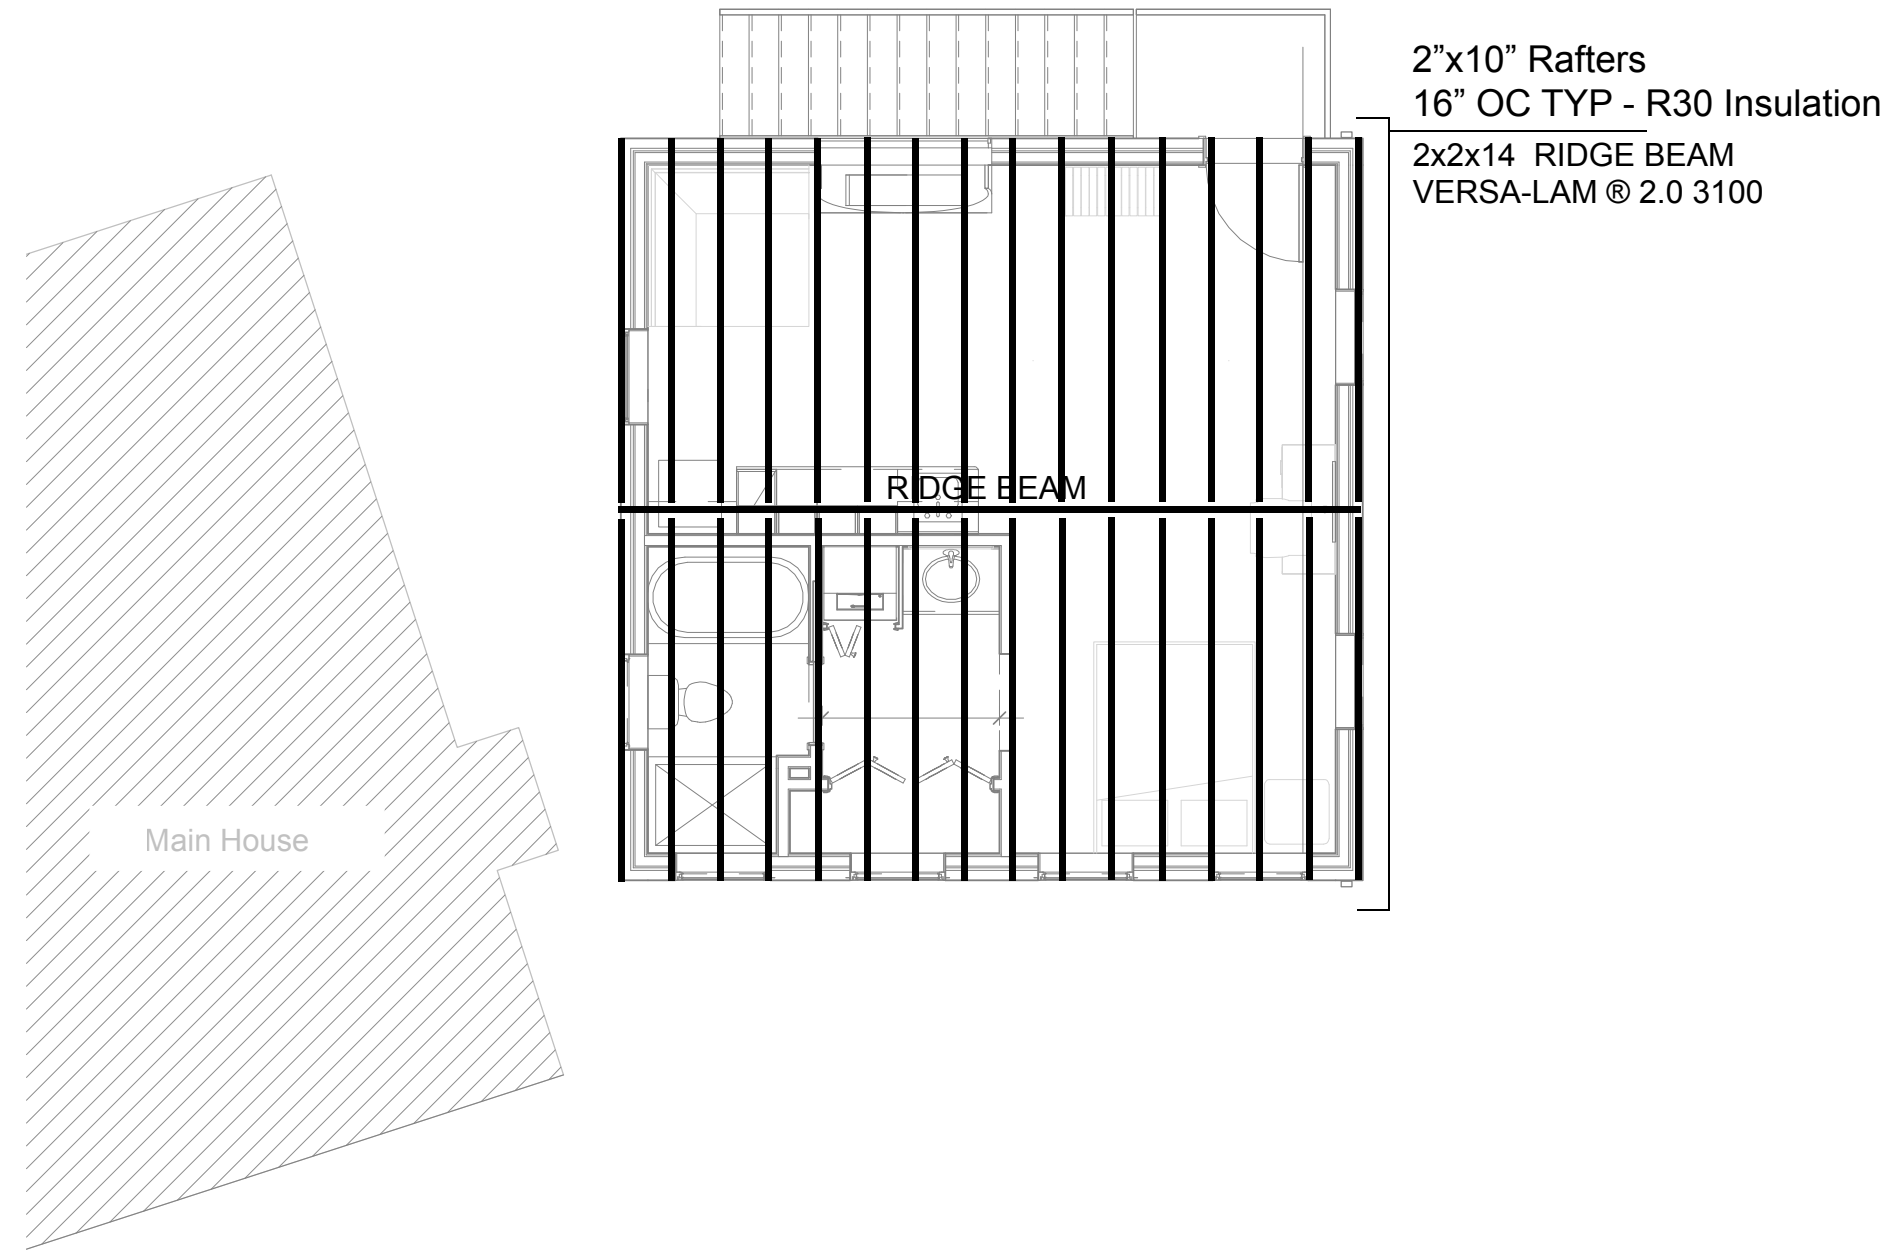 2”x10” Rafters
16” OC TYP - R30 Insulation
2x2x14 RIDGE BEAM
VERSA-LAM ® 2.0 3100
RIDGE BEAM
Main House